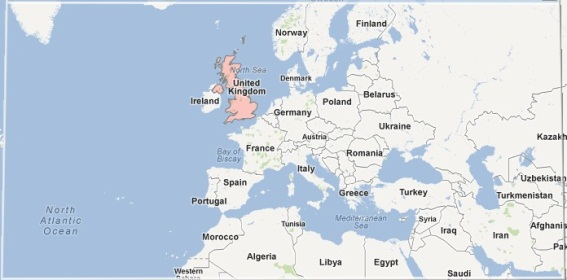 Norway
Finland
North Sea
United
Kingdom
Denmark
Ireland
Belarus
Poland
Germany
Ukraine
Kazakh
Austria
Bay of
Biscay
France
Romania
Italy
Uzbekistan
Spain
Portugal
Greece
Turkey
Turkmenistan
North
Atlantic
Ocean
Mediterranean
Sea
Syria
Tunisia
Morocco
Iraq
Iran
Afghanis
Pak
Algeria
Libya
Egypt
Western
Sahara
Saudi